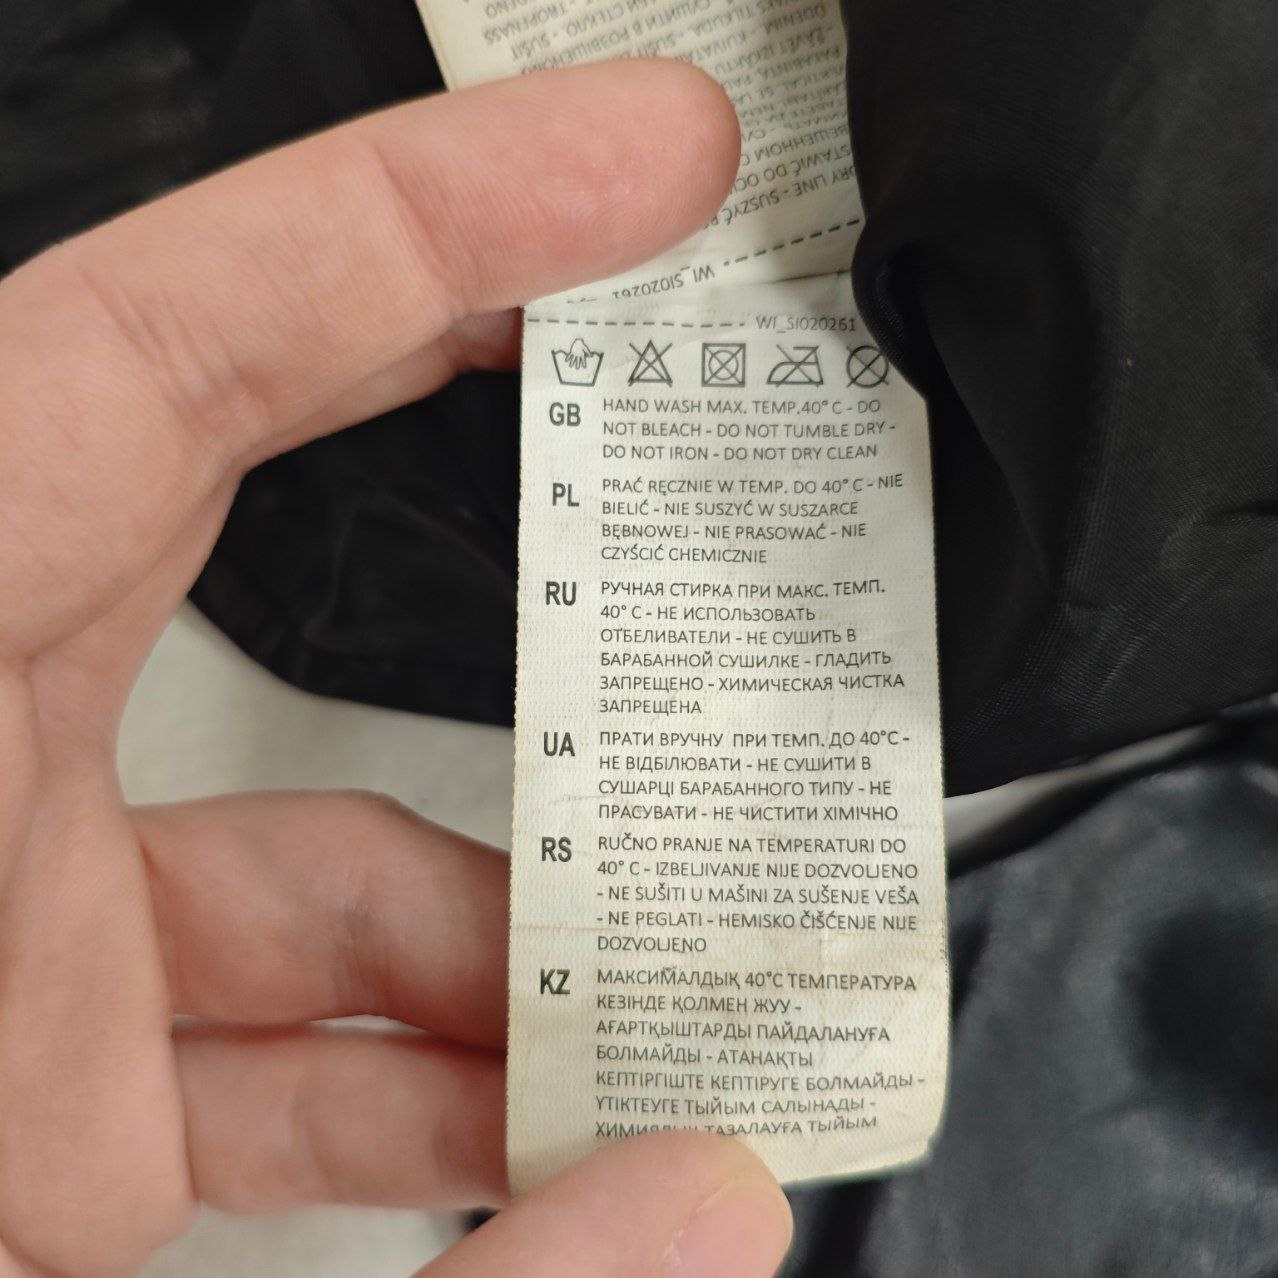 WI_SI020261
WI_SI020261
GB HAND WASH MAX. TEMP.40° C - DO
NOT BLEACH - DO NOT TUMBLE DRY -
DO NOT IRON - DO NOT DRY CLEAN
PL PRAĆ RĘCZNIE W TEMP. DO 40° C - NIE
BIELIĆ - NIE SUSZYĆ W SUSZARCE
BĘBNOWEJ - NIE PRASOWAĆ - NIE
CZYŚCIĆ CHEMICZNIE
RU РУЧНАЯ СТИРКА ПРИ МАКС. ТЕМП.
40° С - НЕ ИСПОЛЬЗОВАТЬ
ОТБЕЛИВАТЕЛИ - НЕ СУШИТЬ В
БАРАБАННОЙ СУШИЛКЕ - ГЛАДИТЬ
ЗАПРЕЩЕНО - ХИМИЧЕСКАЯ ЧИСТКА
ЗАПРЕЩЕНА
UA ПРАТИ ВРУЧНУ ПРИ ТЕМП. ДО 40°С -
НЕ ВІДБІЛЮВАТИ - НЕ СУШИТИ В
СУШАРЦІ БАРАБАННОГО ТИПУ - НЕ
ПРАСУВАТИ - НЕ ЧИСТИТИ ХІМІЧНО
RS RUČNO PRANJE NA TEMPERATURI DO
40° C - IZBELJIVANJE NIJE DOZVOLJENO
- NE SUŠITI U MAŠINI ZA SUŠENJE VEŠA
- NE PEGLATI - HEMISKO ČIŠĆENJE NIJE
DOZVOLJENO
KZ МАКСИМАЛДЫҚ 40°С ТЕМПЕРАТУРА
КЕЗІНДЕ ҚОЛМЕН ЖУУ -
АҒАРТҚЫШТАРДЫ ПАЙДАЛАНУҒА
БОЛМАЙДЫ - АТАНАҚТЫ
КЕПТІРГІШТЕ КЕПТІРУГЕ БОЛМАЙДЫ -
ҮТІКТЕУГЕ ТЫЙЫМ САЛЫНАДЫ -
ТАЗАЛАУҒА ТЫЙЫМ